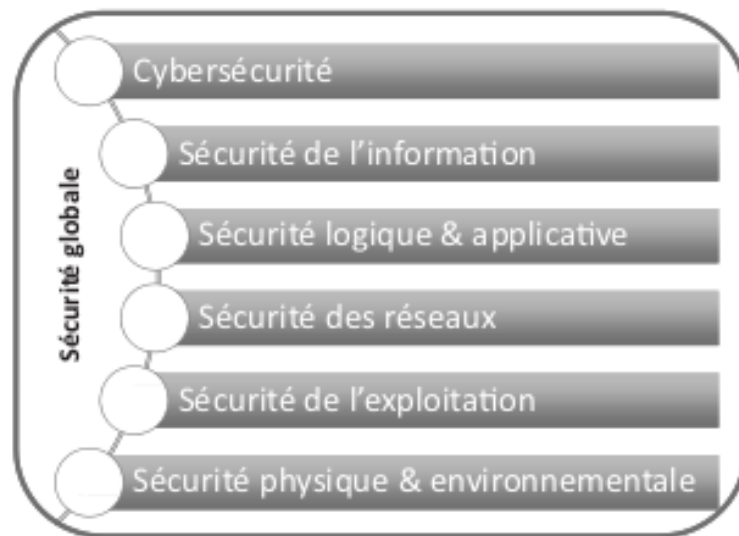 Sécurité globale
Cybersécurité
Sécurité de l'information
Sécurité logique & applicative
Sécurité des réseaux
Sécurité de l'exploitation
Sécurité physique & environnementale